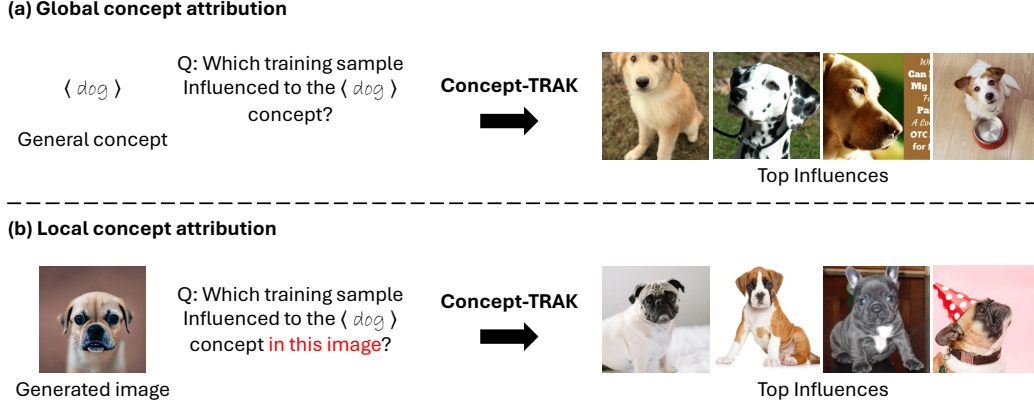 (a) Global concept attribution
⟨ dog ⟩
General concept
Q: Which training sample
Influenced to the ⟨ dog ⟩
concept?
Concept-TRAK
Can
My
Pa
A Lo
OTC
for
Top Influences
(b) Local concept attribution
Generated image
Q: Which training sample
Influenced to the ⟨ dog ⟩
concept in this image?
Concept-TRAK
Top Influences